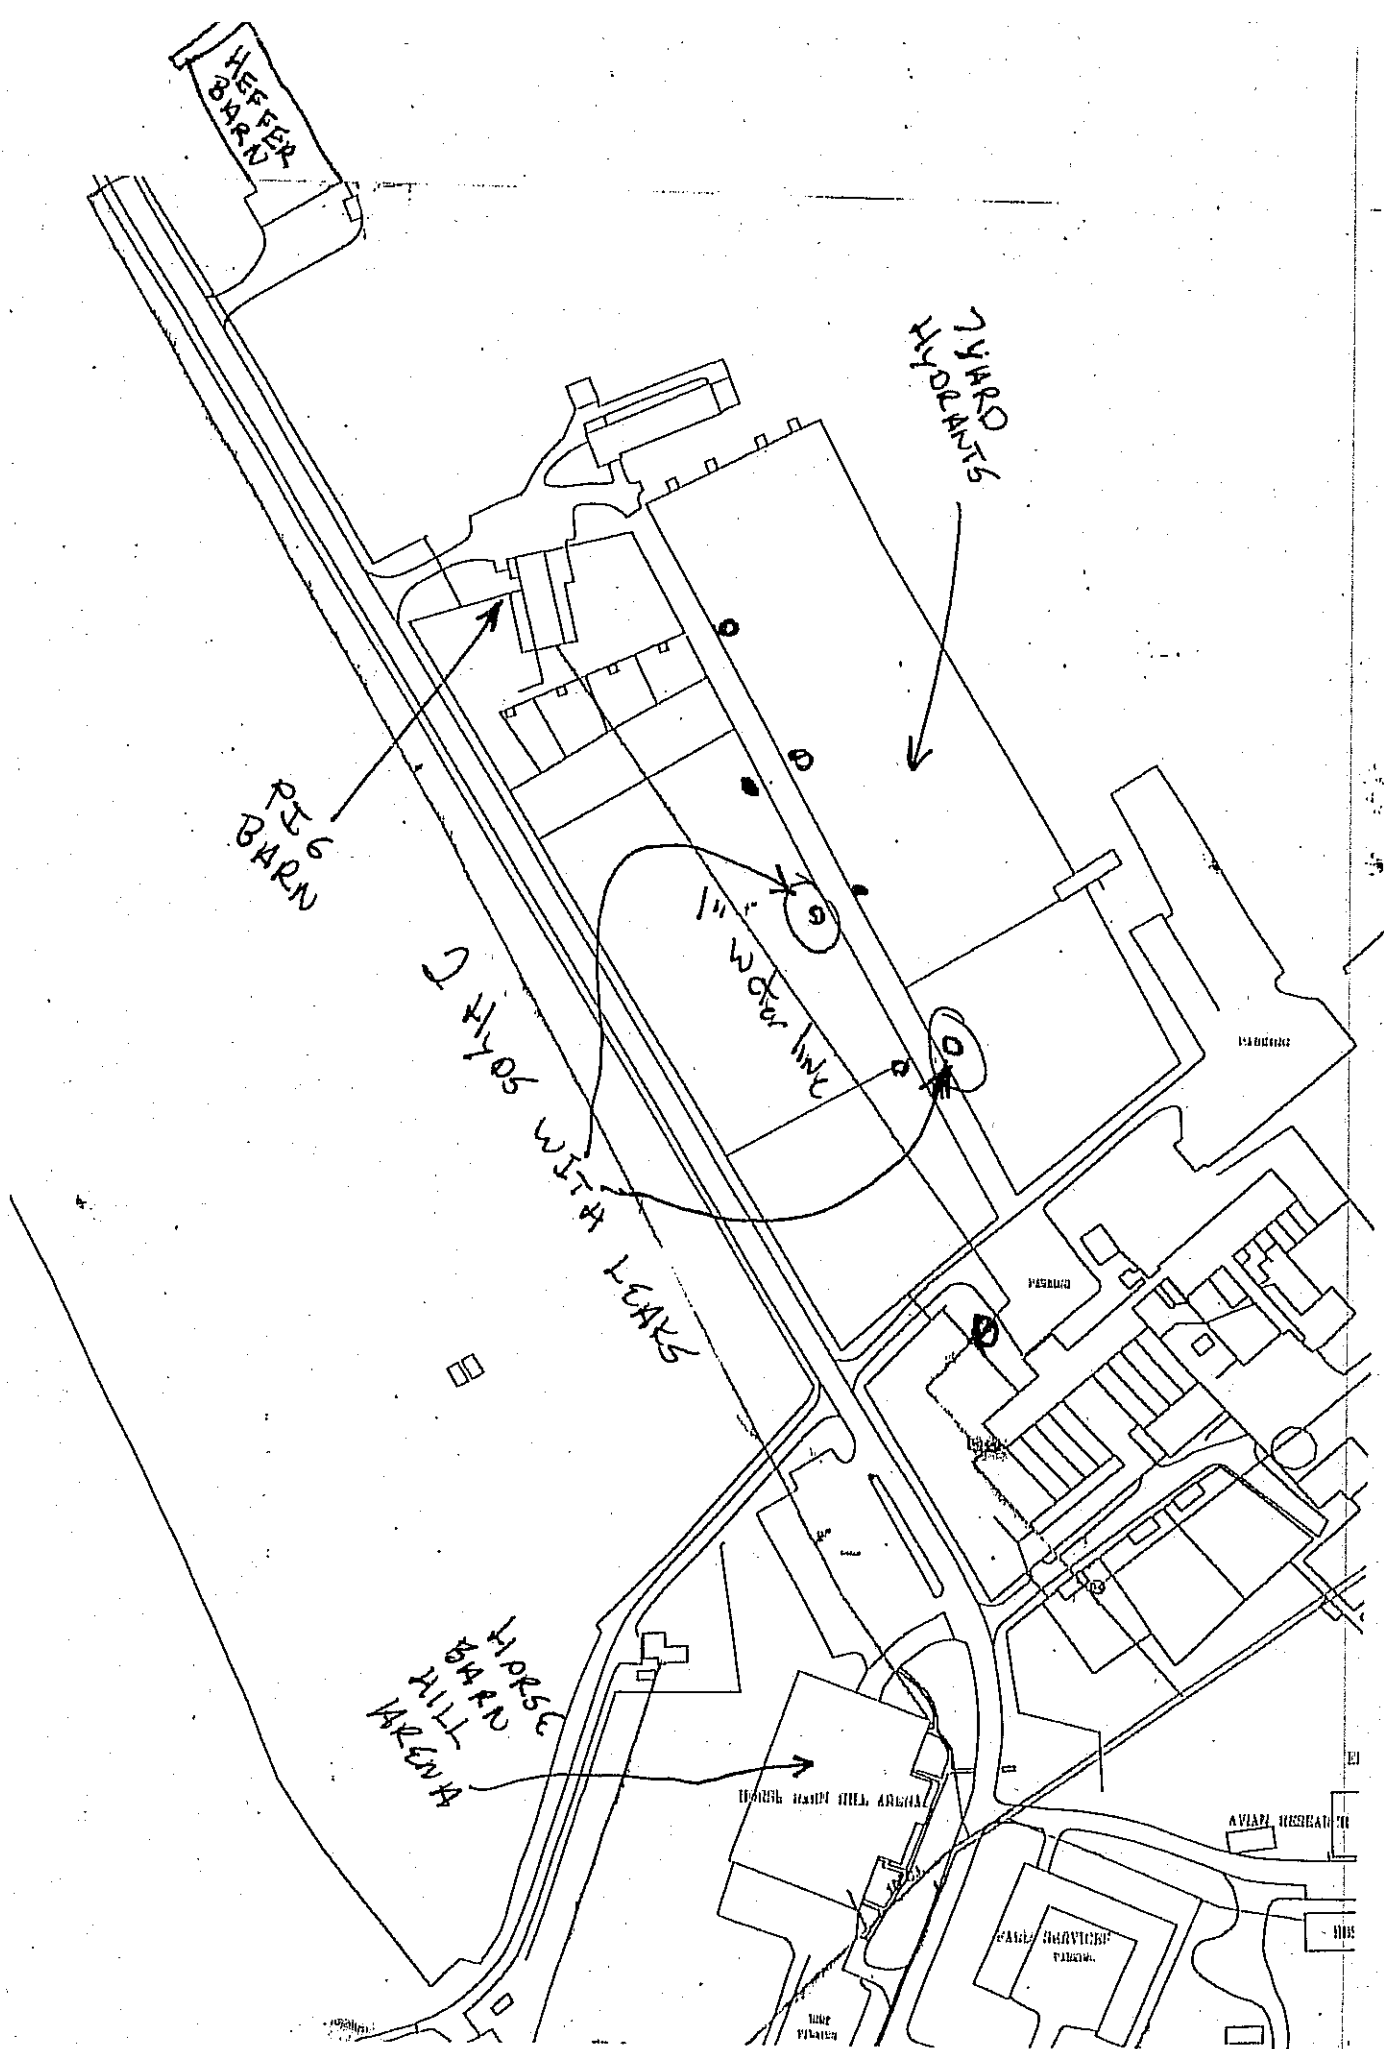 HEFFER
BARN
7 YARD
HYDRANTS
PIG
BARN
1" water line
2 HYDS WITH LEAKS
PARKING
PARKING
HORSE
BARN
HILL
ARENA
HORSE BARN HILL ARENA
AVIAN RESEARCH
PARKING